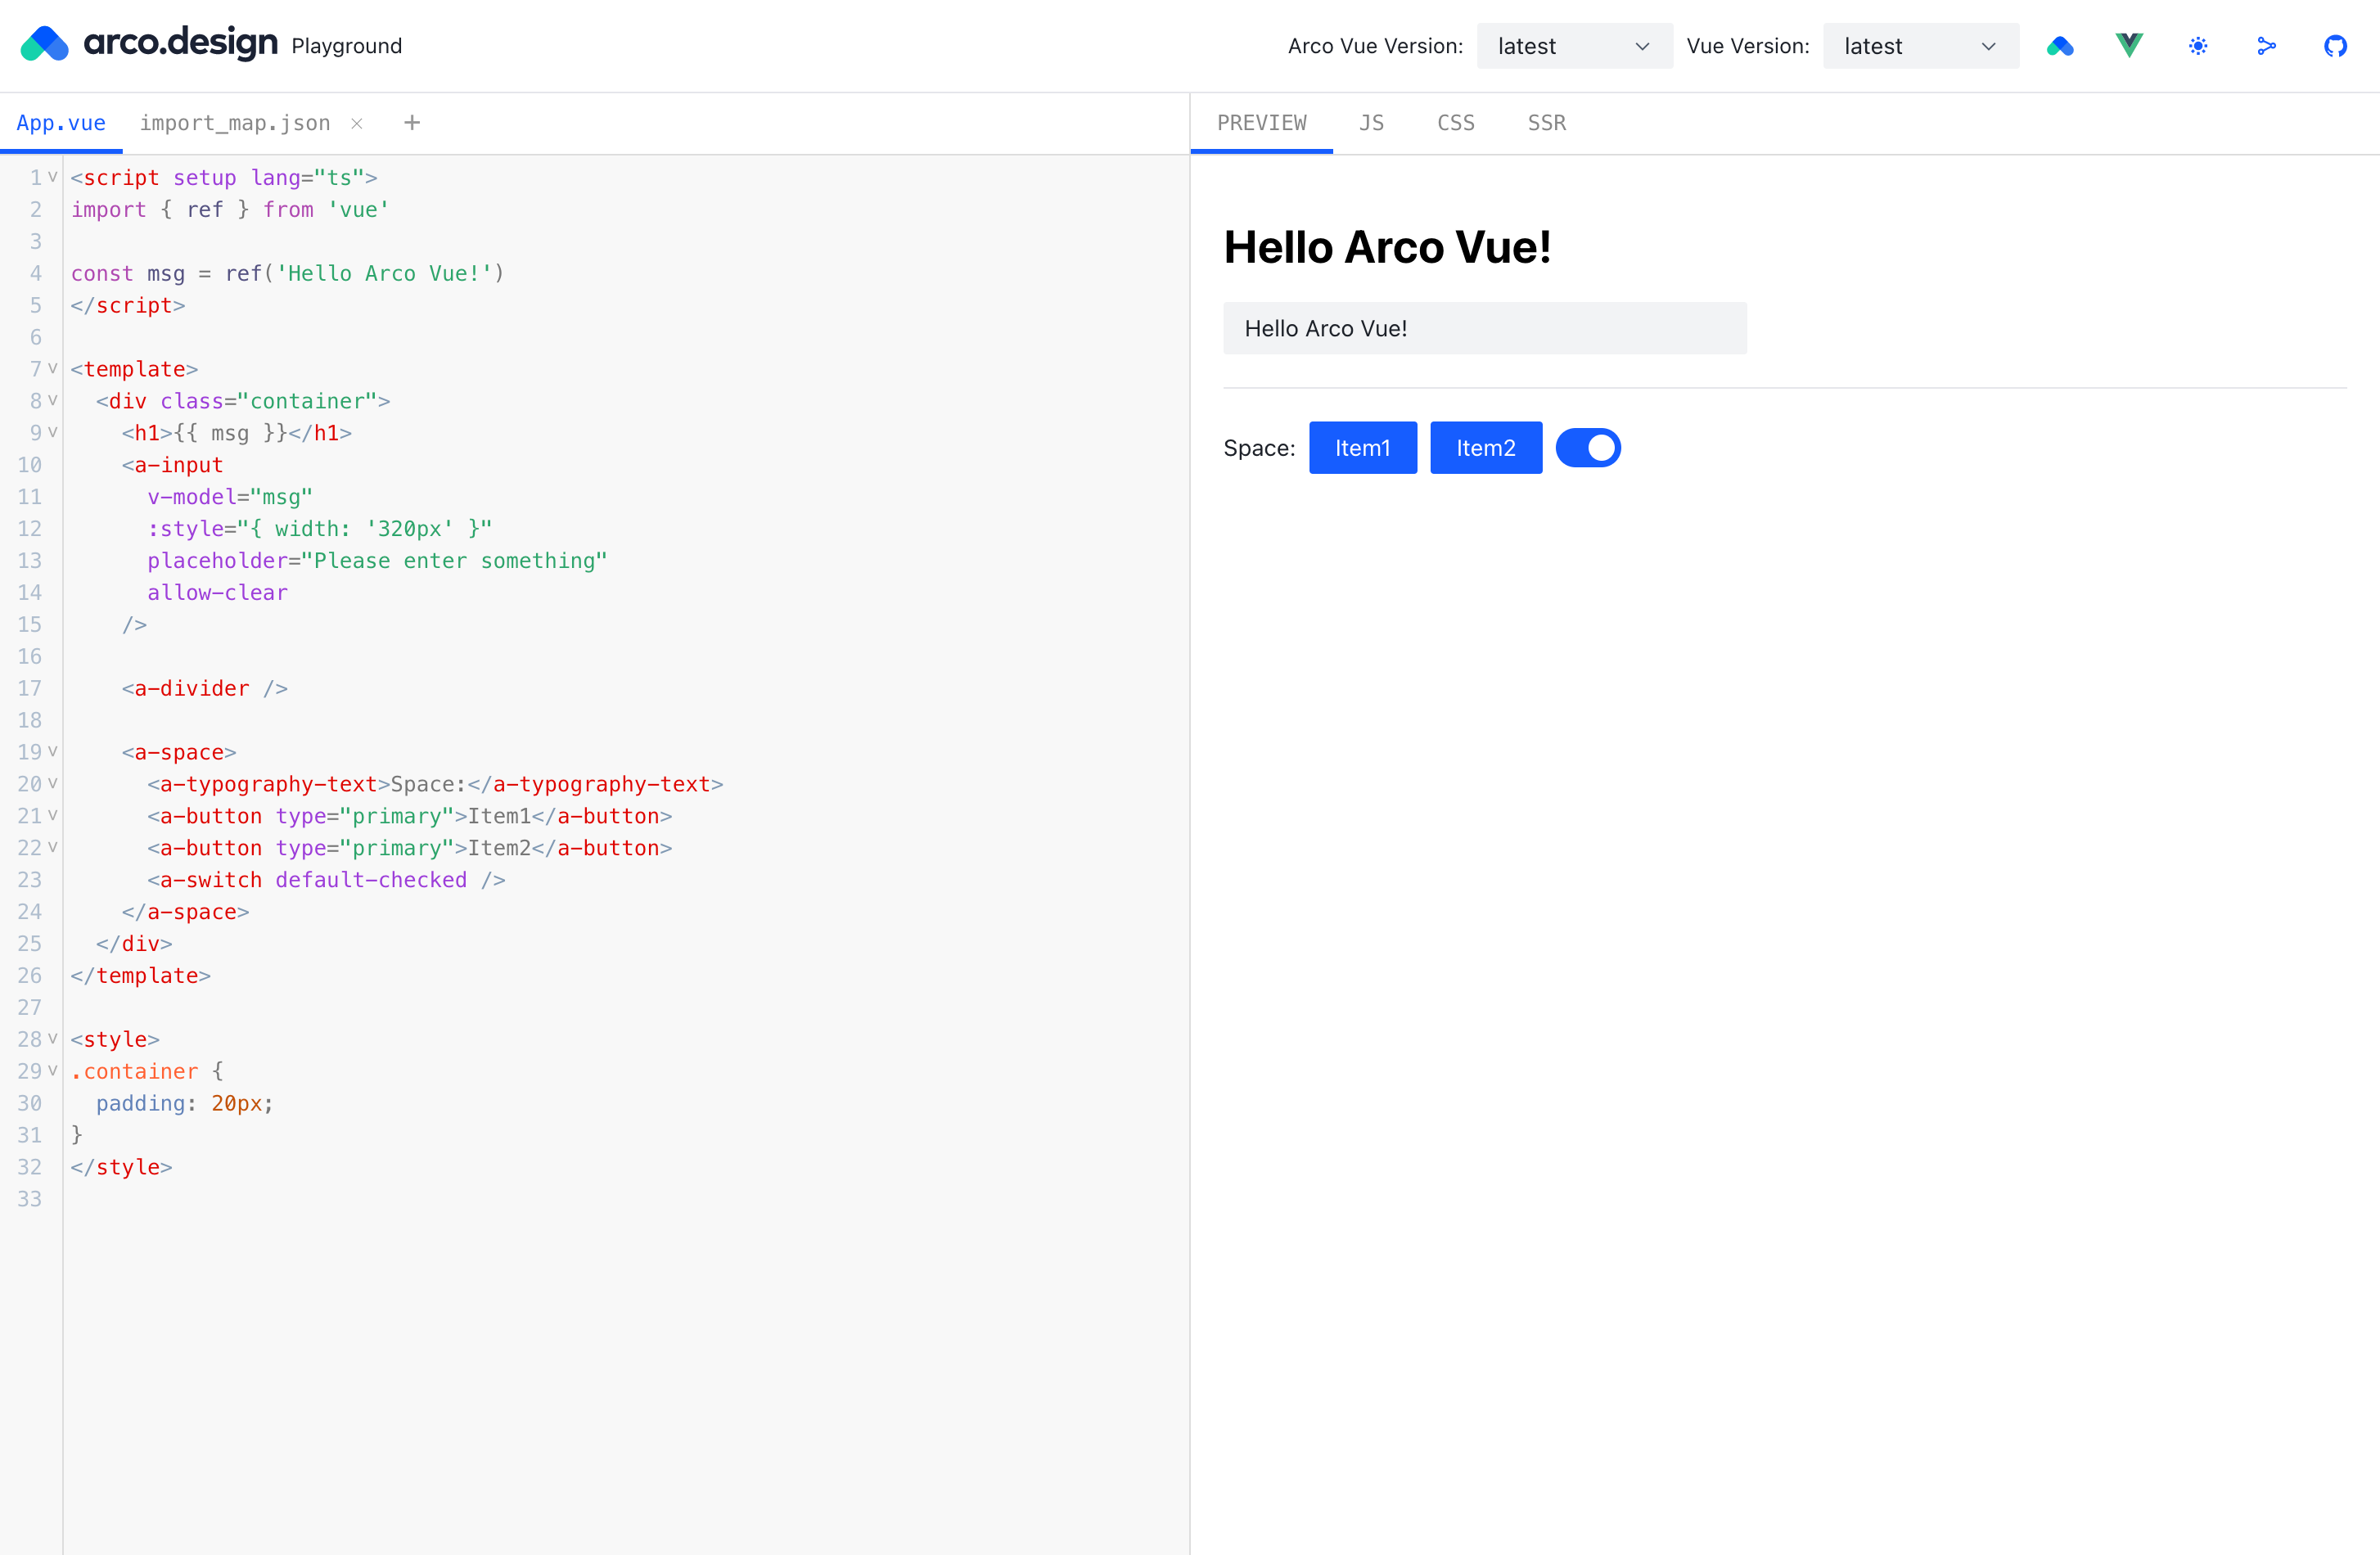 arco.design Playground
Arco Vue Version: latest Vue Version: latest
App.vue import_map.json × +
1 <script setup lang="ts">
2 import { ref } from 'vue'
3
4 const msg = ref('Hello Arco Vue!')
5 </script>
6
7 <template>
8   <div class="container">
9     <h1>{{ msg }}</h1>
10     <a-input
11       v-model="msg"
12       :style="{ width: '320px' }"
13       placeholder="Please enter something"
14       allow-clear
15     />
16
17     <a-divider />
18
19     <a-space>
20       <a-typography-text>Space:</a-typography-text>
21       <a-button type="primary">Item1</a-button>
22       <a-button type="primary">Item2</a-button>
23       <a-switch default-checked />
24     </a-space>
25   </div>
26 </template>
27
28 <style>
29 .container {
30   padding: 20px;
31 }
32 </style>
33
PREVIEW JS CSS SSR
Hello Arco Vue!
Hello Arco Vue!
Space: Item1 Item2